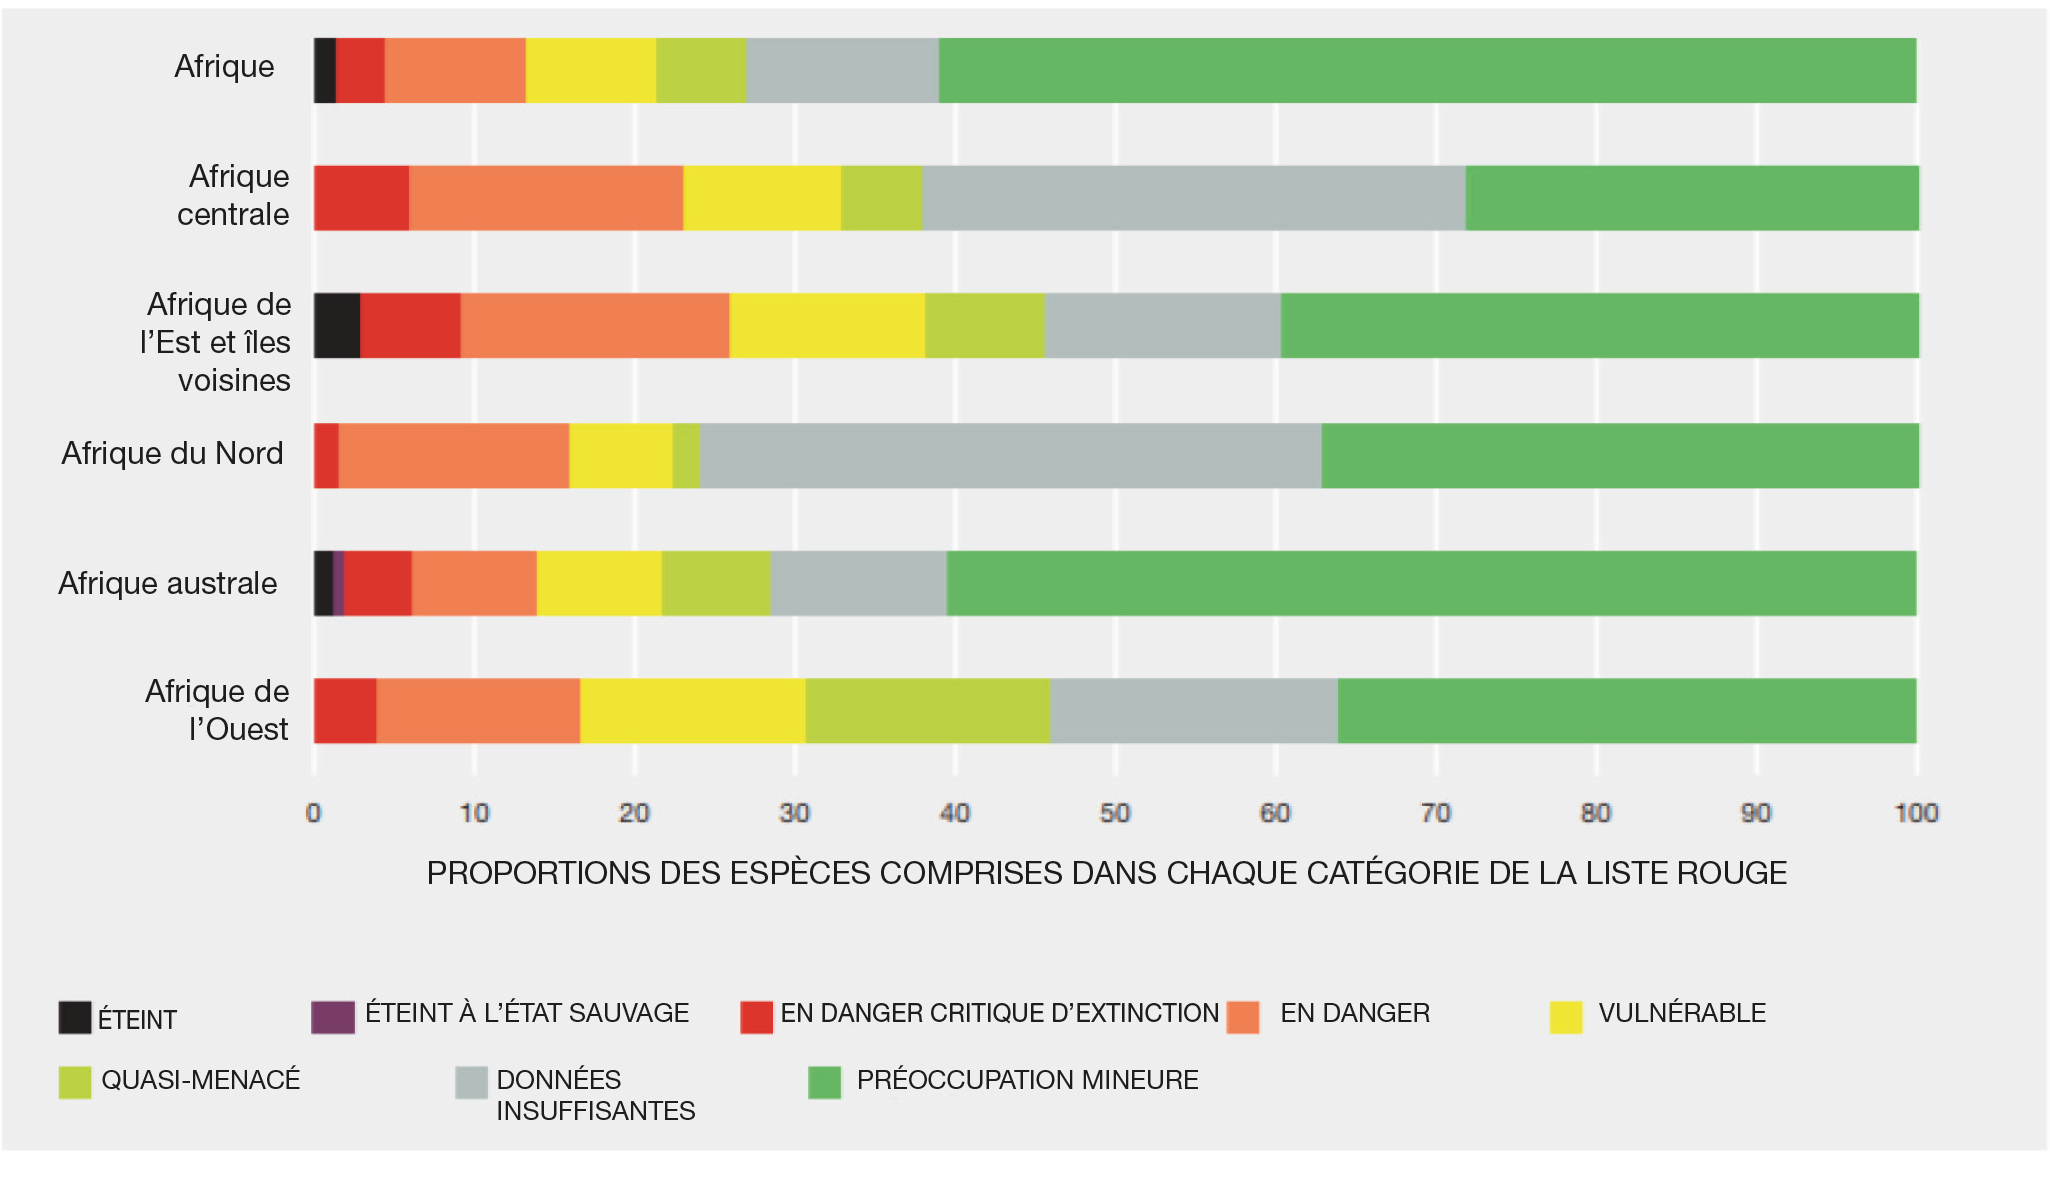 Afrique
Afrique
centrale
Afrique de
l’Est et îles
voisines
Afrique du Nord
Afrique australe
Afrique de
l’Ouest
0 10 20 30 40 50 60 70 80 90 100
PROPORTIONS DES ESPÈCES COMPRISES DANS CHAQUE CATÉGORIE DE LA LISTE ROUGE
ÉTEINT ÉTEINT À L’ÉTAT SAUVAGE EN DANGER CRITIQUE D’EXTINCTION EN DANGER VULNÉRABLE
QUASI-MENACÉ DONNÉES PRÉOCCUPATION MINEURE
INSUFFISANTES